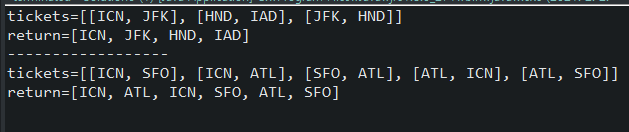 tickets=[[ICN, JFK], [HND, IAD], [JFK, HND]]
return=[ICN, JFK, HND, IAD]
-----------------
tickets=[[ICN, SFO], [ICN, ATL], [SFO, ATL], [ATL, ICN], [ATL, SFO]]
return=[ICN, ATL, ICN, SFO, ATL, SFO]